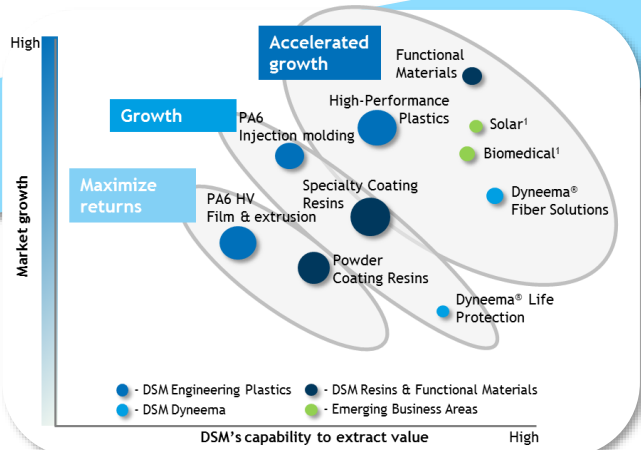 High
Accelerated
growth
Functional
Materials
High-Performance
Plastics
Growth
PA6
Injection molding
Solar¹
Biomedical¹
Maximize
returns
Specialty Coating
Resins
Dyneema®
Fiber Solutions
PA6 HV
Film & extrusion
Market growth
Powder
Coating Resins
Dyneema® Life
Protection
- DSM Engineering Plastics
- DSM Resins & Functional Materials
- DSM Dyneema
- Emerging Business Areas
DSM's capability to extract value
High